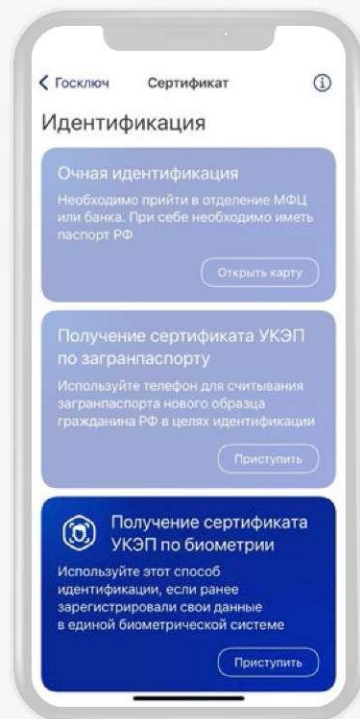 Госключ Сертификат
Идентификация
Очная идентификация
Необходимо прийти в отделение МФЦ
или банка. При себе необходимо иметь
паспорт РФ
Открыть карту
Получение сертификата УКЭП
по загранпаспорту
Используйте телефон для считывания
загранпаспорта нового образца
гражданина РФ в целях идентификации
Приступить
Получение сертификата
УКЭП по биометрии
Используйте этот способ
идентификации, если ранее
зарегистрировали свои данные
в единой биометрической системе
Приступить